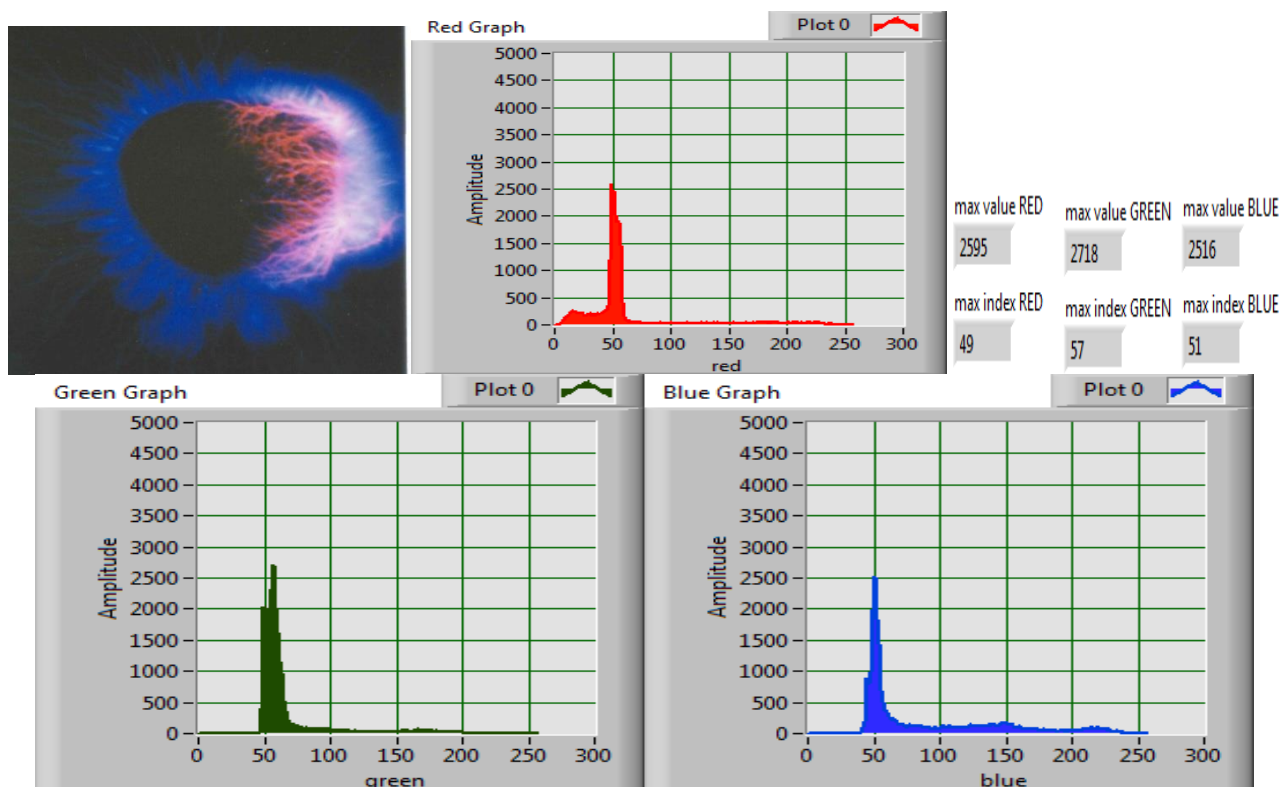 Red Graph
Plot 0
5000
4500
4000
3500
3000
2500
2000
1500
1000
500
0
Amplitude
0 50 100 150 200 250 300
red
max value RED max value GREEN max value BLUE
2595 2718 2516
max index RED max index GREEN max index BLUE
49 57 51
Green Graph
Plot 0
5000
4500
4000
3500
3000
2500
2000
1500
1000
500
0
Amplitude
0 50 100 150 200 250 300
green
Blue Graph
Plot 0
5000
4500
4000
3500
3000
2500
2000
1500
1000
500
0
Amplitude
0 50 100 150 200 250 300
blue